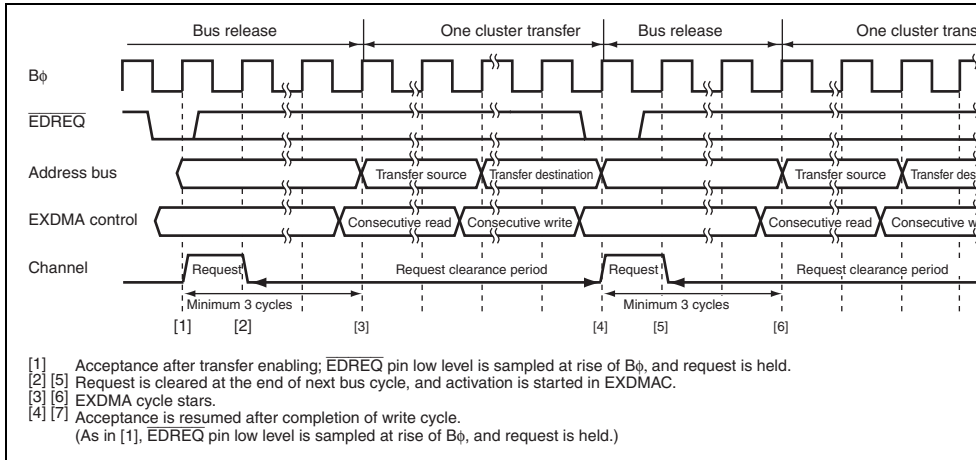 Bus release One cluster transfer Bus release One cluster trans
Bϕ
EDREQ
Address bus Transfer source Transfer destination Transfer source Transfer des
EXDMA control Consecutive read Consecutive write Consecutive read Consecutive w
Channel Request Request clearance period Request Request clearance period
Minimum 3 cycles Minimum 3 cycles
[1] [2] [3] [4] [5] [6]
[1] Acceptance after transfer enabling; EDREQ pin low level is sampled at rise of Bϕ, and request is held.
[2] [5] Request is cleared at the end of next bus cycle, and activation is started in EXDMAC.
[3] [6] EXDMA cycle stars.
[4] [7] Acceptance is resumed after completion of write cycle.
(As in [1], EDREQ pin low level is sampled at rise of Bϕ, and request is held.)